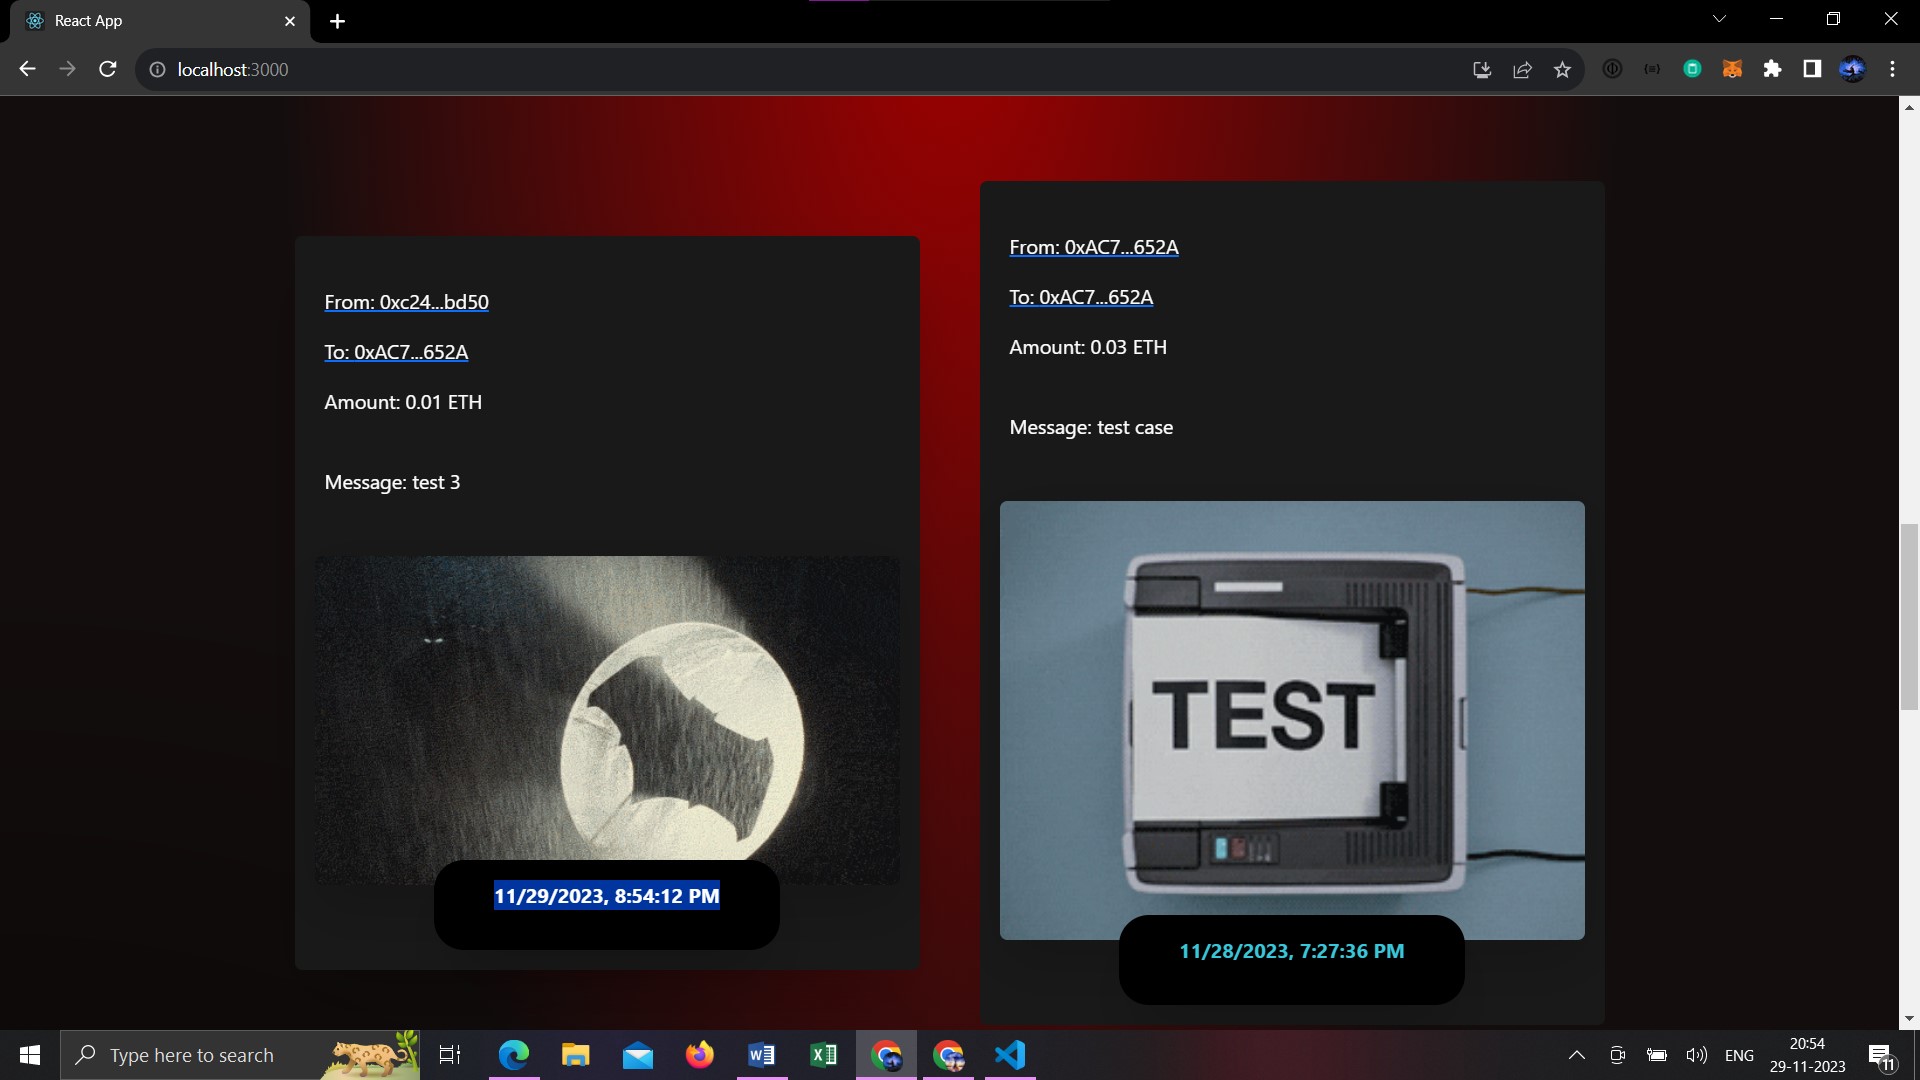 React App
localhost:3000
From: 0xc24...bd50
To: 0xAC7...652A
Amount: 0.01 ETH
Message: test 3
11/29/2023, 8:54:12 PM
From: 0xAC7...652A
To: 0xAC7...652A
Amount: 0.03 ETH
Message: test case
TEST
11/28/2023, 7:27:36 PM
Type here to search
ENG
20:54
29-11-2023
11